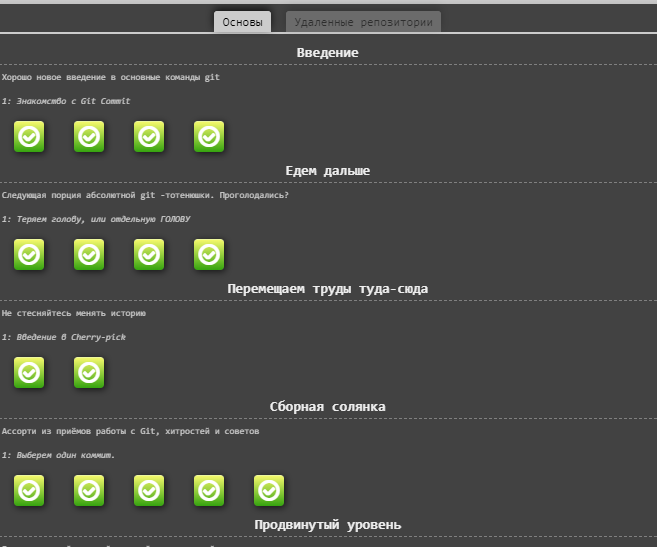 Основы
Удаленные репозитории
Введение
Хорошо новое введение в основные команды git
1: Знакомство с Git Commit
Едем дальше
Следующая порция абсолютной git -тотенюшки. Проголодались?
1: Теряем голову, или отдельную ГОЛОВУ
Перемещаем труды туда-сюда
Не стесняйтесь менять историю
1: Введение в Cherry-pick
Сборная солянка
Ассорти из приёмов работы с Git, хитростей и советов
1: Выберем один коммит.
Продвинутый уровень